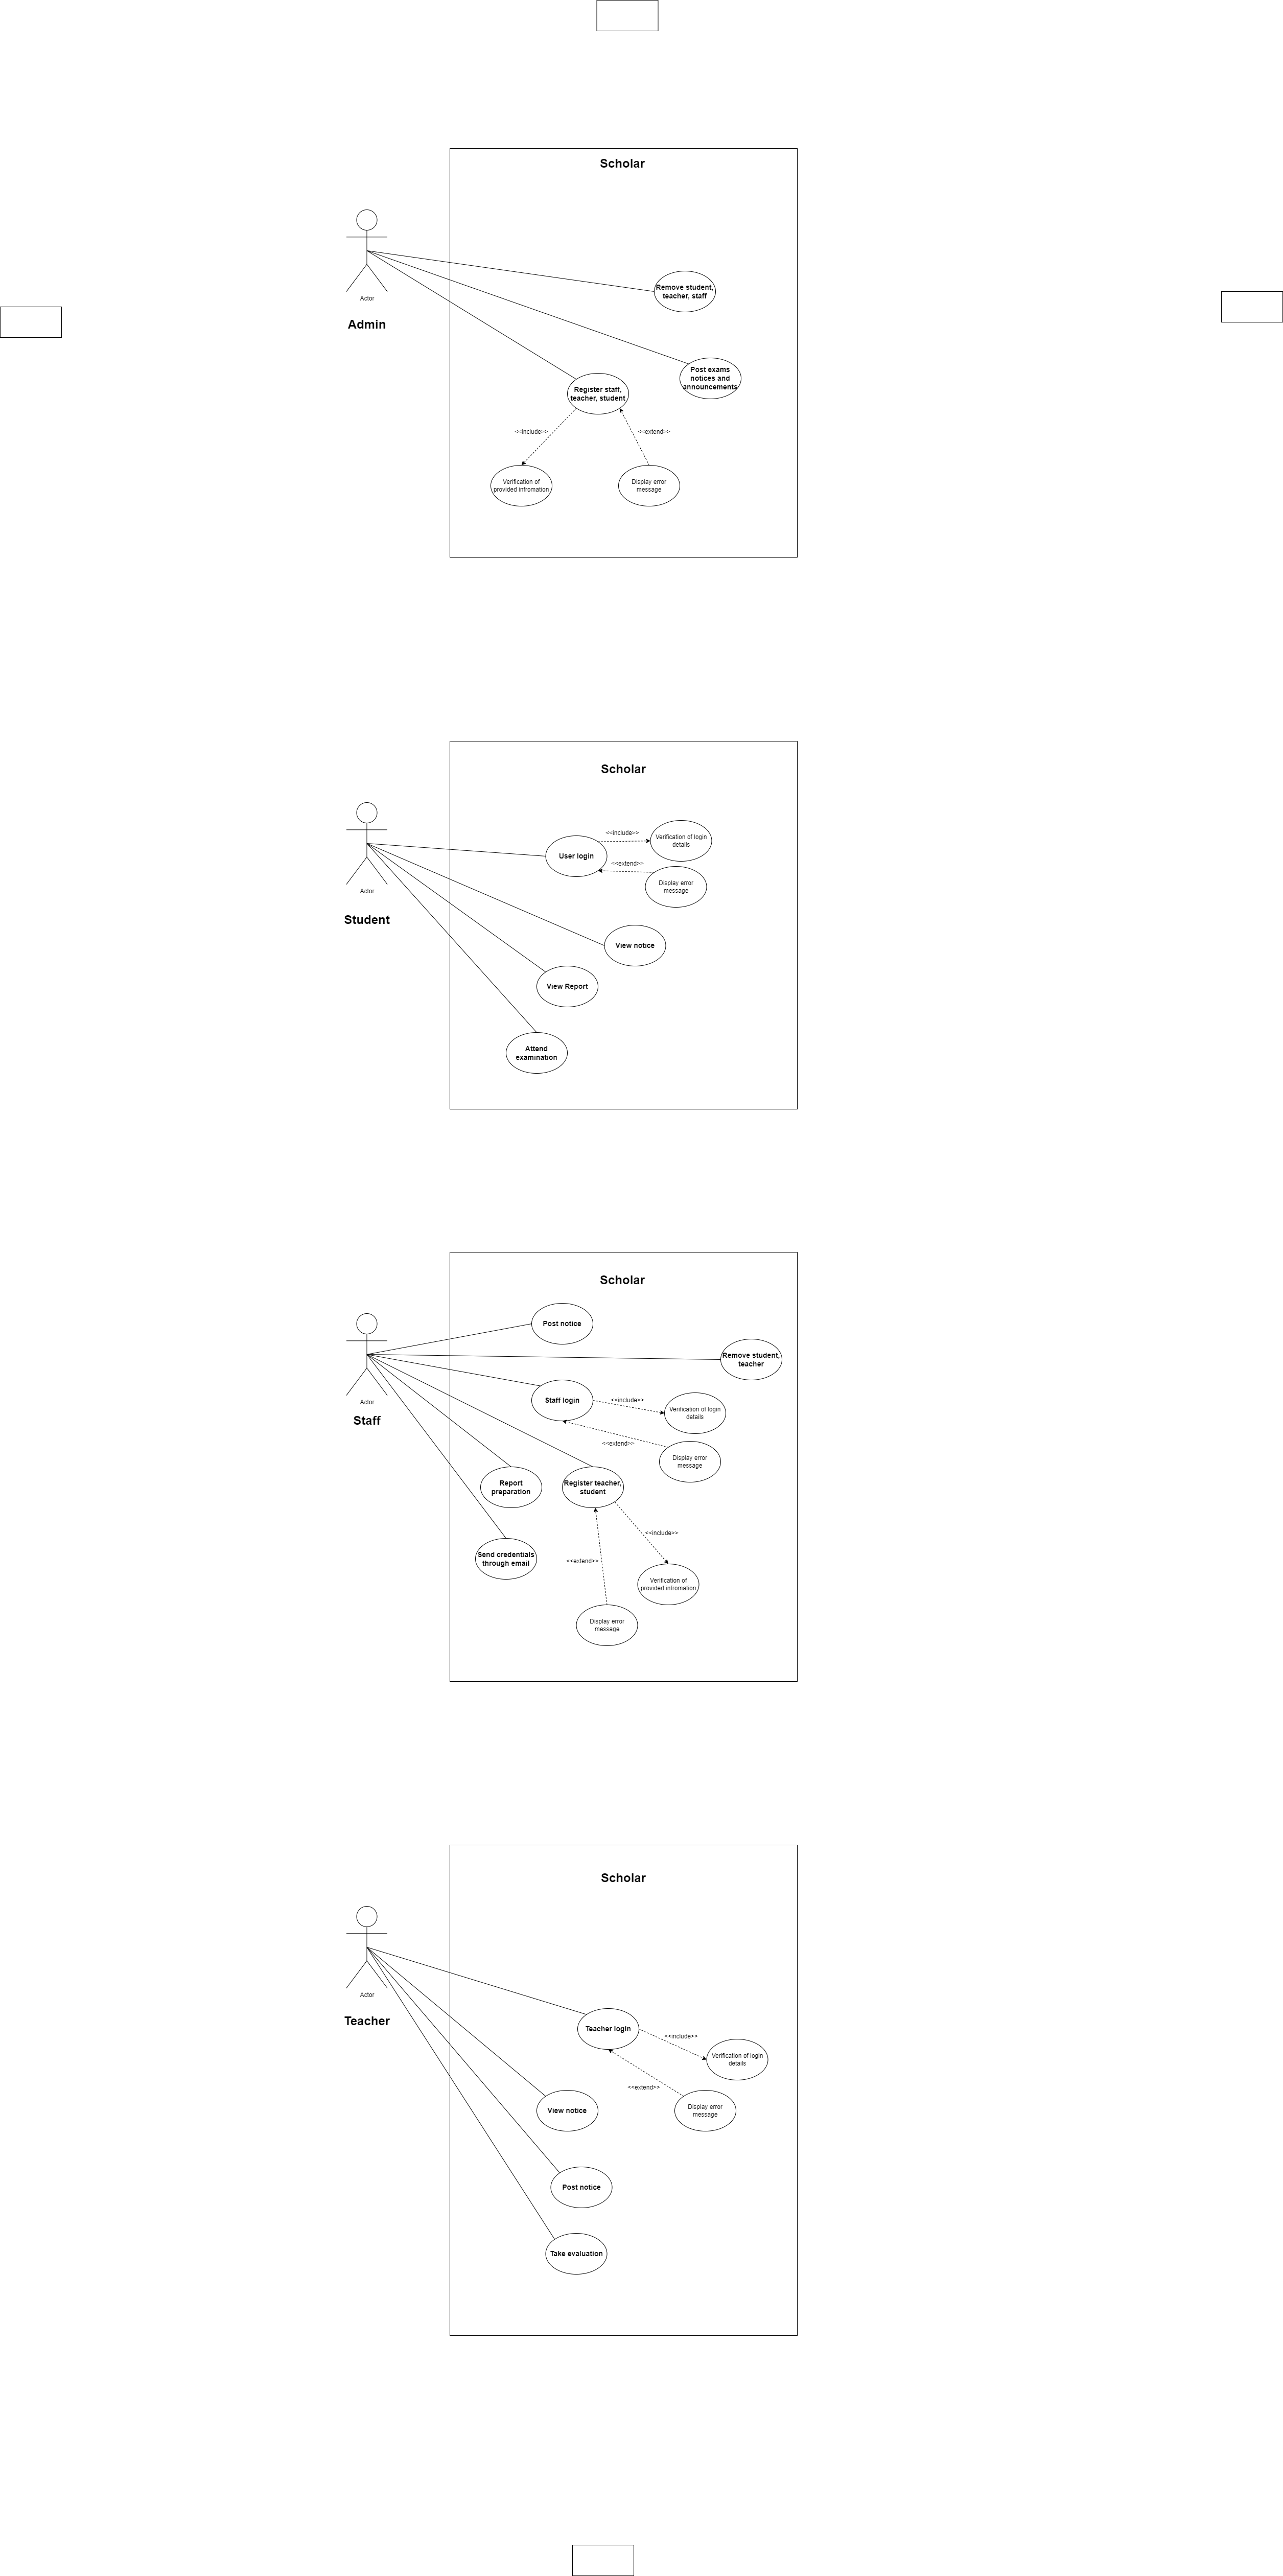 Scholar
Actor
Admin
Remove student,
teacher, staff
Post exams
notices and
announcements
Register staff,
teacher, student
<<include>>
<<extend>>
Verification of
provided infromation
Display error
message
Scholar
Actor
Student
User login
<<include>>
Verification of login
details
<<extend>>
Display error
message
View notice
View Report
Attend
examination
Scholar
Actor
Staff
Post notice
Remove student,
teacher
Staff login
<<include>>
Verification of login
details
<<extend>>
Display error
message
Report
preparation
Register teacher,
student
<<include>>
Send credentials
through email
<<extend>>
Verification of
provided infromation
Display error
message
Scholar
Actor
Teacher
Teacher login
<<include>>
Verification of login
details
<<extend>>
Display error
message
View notice
Post notice
Take evaluation